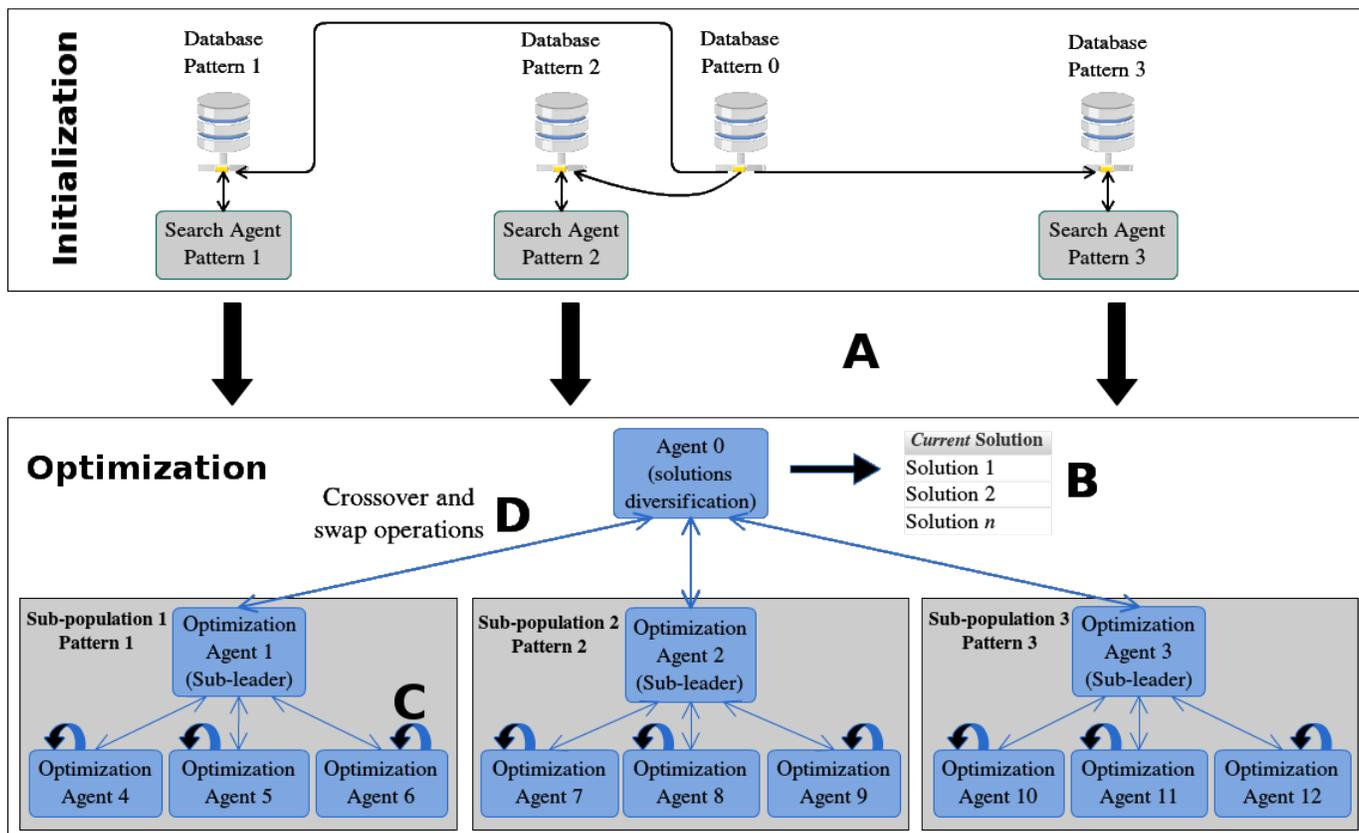 Initialization
Database
Pattern 1
Database
Pattern 2
Database
Pattern 0
Database
Pattern 3
Search Agent
Pattern 1
Search Agent
Pattern 2
Search Agent
Pattern 3
A
Optimization
Agent 0
(solutions
diversification)
Current Solution
Solution 1
Solution 2
Solution n
B
Crossover and
swap operations
D
Sub-population 1
Pattern 1
Optimization
Agent 1
(Sub-leader)
C
Optimization
Agent 4
Optimization
Agent 5
Optimization
Agent 6
Sub-population 2
Pattern 2
Optimization
Agent 2
(Sub-leader)
Optimization
Agent 7
Optimization
Agent 8
Optimization
Agent 9
Sub-population 3
Pattern 3
Optimization
Agent 3
(Sub-leader)
Optimization
Agent 10
Optimization
Agent 11
Optimization
Agent 12